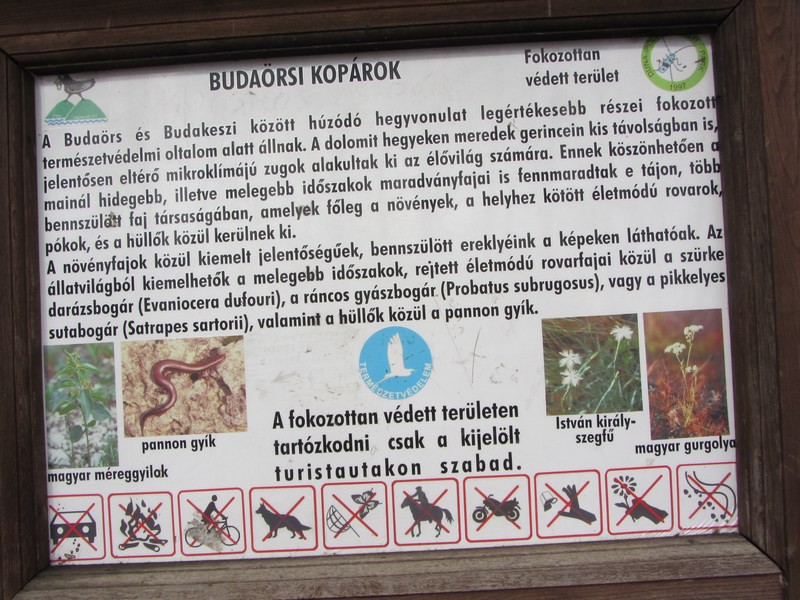 BUDAÖRSI KOPÁROK
Fokozottan
védett terület
1997
A Budaörs és Budakeszi között húzódó hegyvonulat legértékesebb részei fokozott
természetvédelmi oltalom alatt állnak. A dolomit hegyeken meredek gerincein kis távolságban is,
jelentősen eltérő mikroklímájú zugok alakultak ki az élővilág számára. Ennek köszönhetően a
mainál hidegebb, illetve melegebb időszakok maradványfajai is fennmaradtak e tájon, több
bennszülött faj társaságában, amelyek főleg a növények, a helyhez kötött életmódú rovarok,
pókok, és a hüllők közül kerülnek ki.
A növényfajok közül kiemelt jelentőségűek, bennszülött ereklyéink a képeken láthatóak. Az
állatvilágból kiemelhetők a melegebb időszakok, rejtett életmódú rovarfajai közül a szürke
darázsbogár (Evaniocera dufouri), a ráncos gyászbogár (Probatus subrugosus), vagy a pikkelyes
sutabogár (Satrapes sartorii), valamint a hüllők közül a pannon gyík.
TERMÉSZETVÉDELEM
magyar méreggyilok
pannon gyík
A fokozottan védett területen
tartózkodni csak a kijelölt
turistautakon szabad.
István király-
szegfű
magyar gurgolya